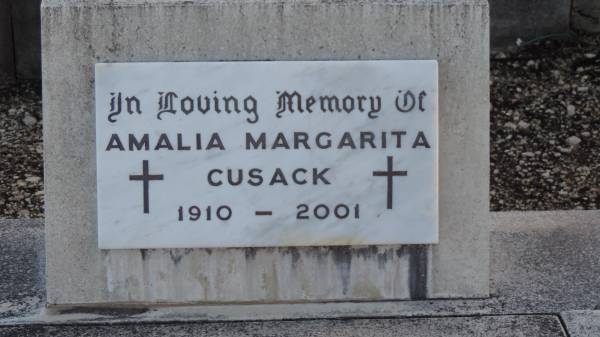 In Loving Memory Of
AMALIA MARGARITA
CUSACK
1910 - 2001